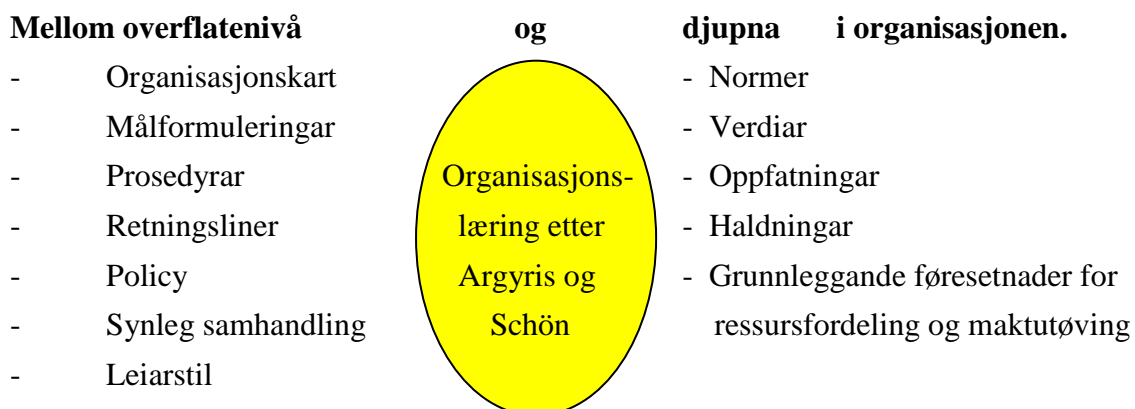 Mellom overflatenivå og djupna i organisasjonen.
- Organisasjonskart
- Målformuleringar
- Prosedyrar
- Retningsliner
- Policy
- Synleg samhandling
- Leiarstil
Organisasjons-
læring etter
Argyris og
Schön
- Normer
- Verdiar
- Oppfatningar
- Haldningar
- Grunnleggande føresetnader for
ressursfordeling og maktutøving